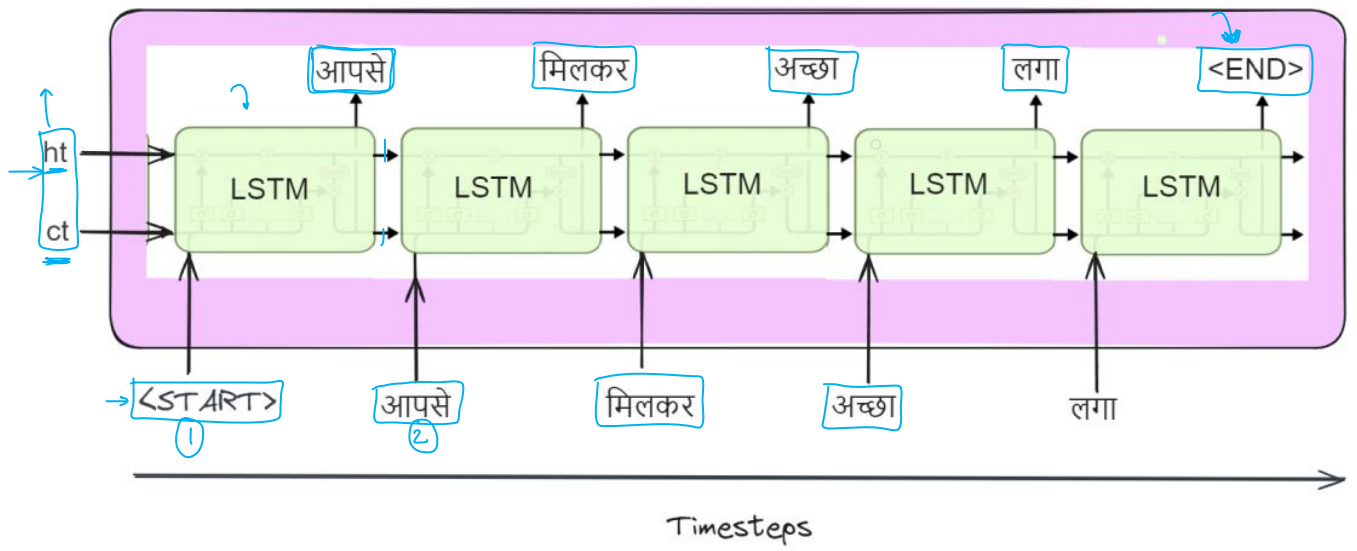 आपसे मिलकर अच्छा लगा <END>
ht
LSTM LSTM LSTM LSTM LSTM
ct
<START> आपसे मिलकर अच्छा लगा
1 2
Timesteps